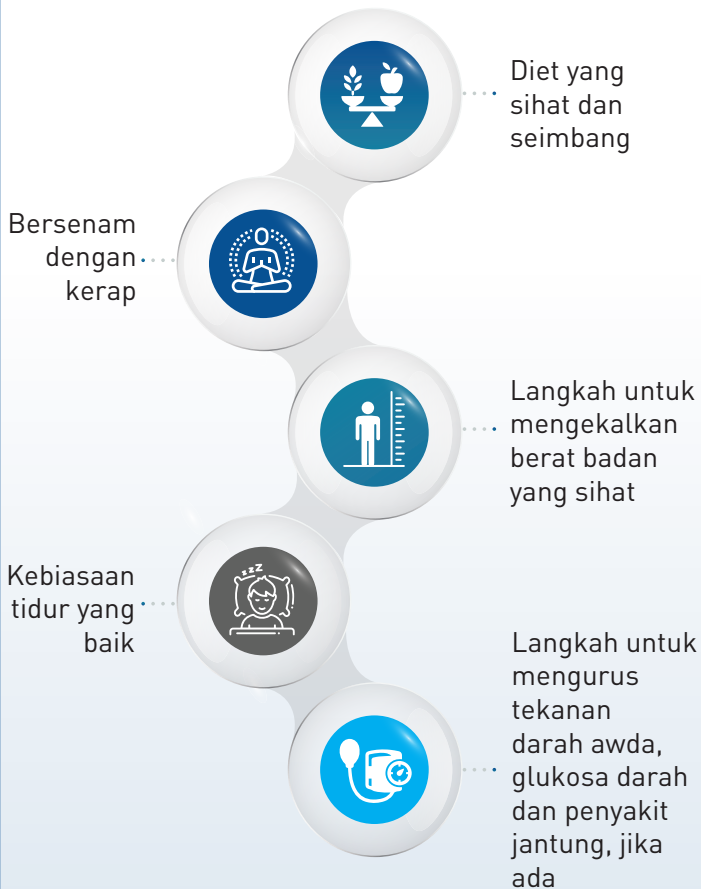 Diet yang
sihat dan
seimbang
Bersenam
dengan
kerap
Langkah untuk
mengekalkan
berat badan
yang sihat
zzZ
Kebiasaan
tidur yang
baik
Langkah untuk
mengurus
tekanan
darah awda,
glukosa darah
dan penyakit
jantung, jika
ada